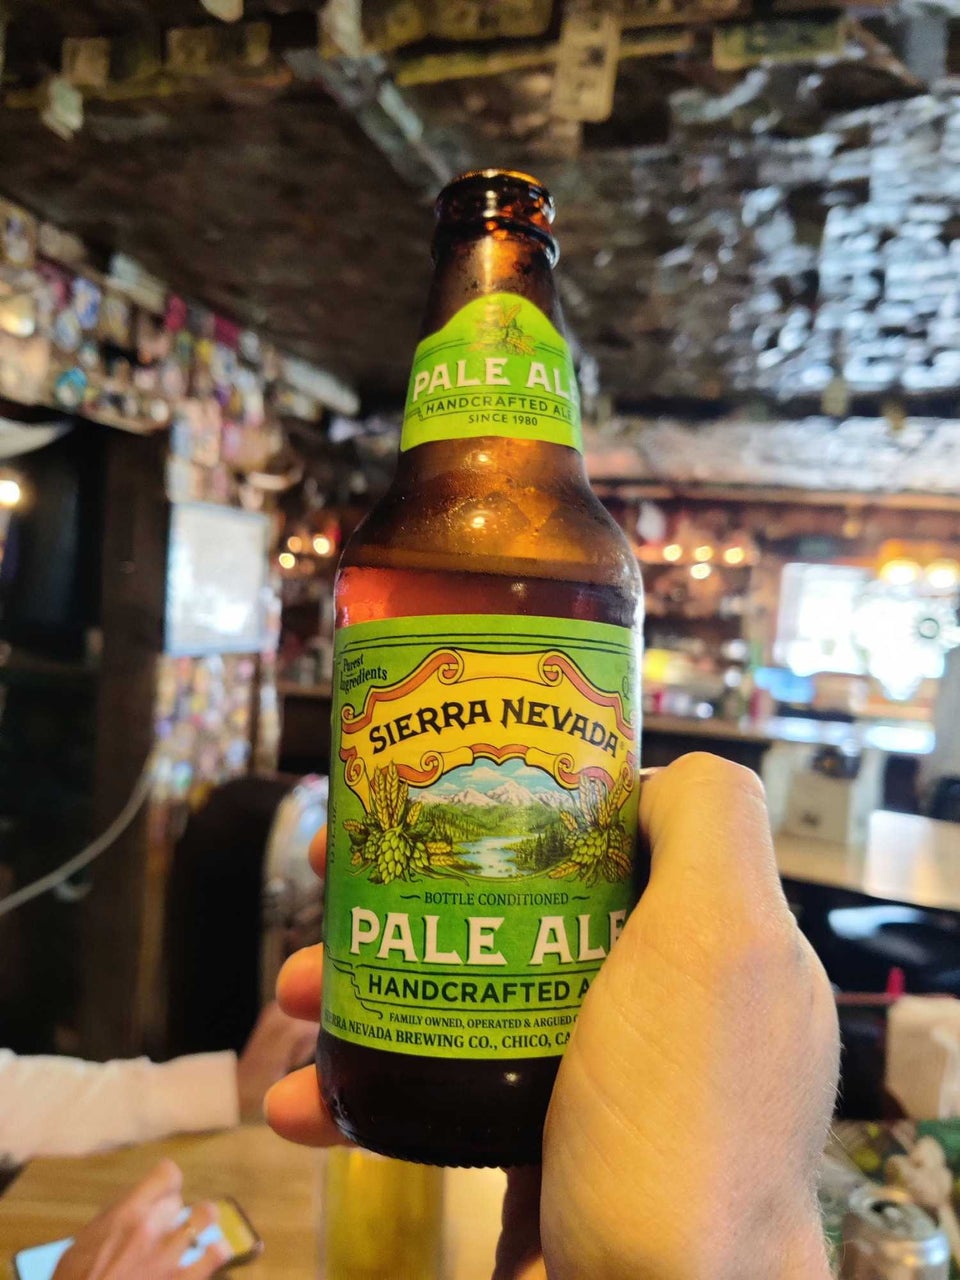 PALE AL
HANDCRAFTED ALE
SINCE 1980
Purest
Ingredients
SIERRA NEVADA
BOTTLE CONDITIONED
PALE ALE
HANDCRAFTED A
FAMILY OWNED, OPERATED & ARGUED
SIERRA NEVADA BREWING CO., CHICO, CA